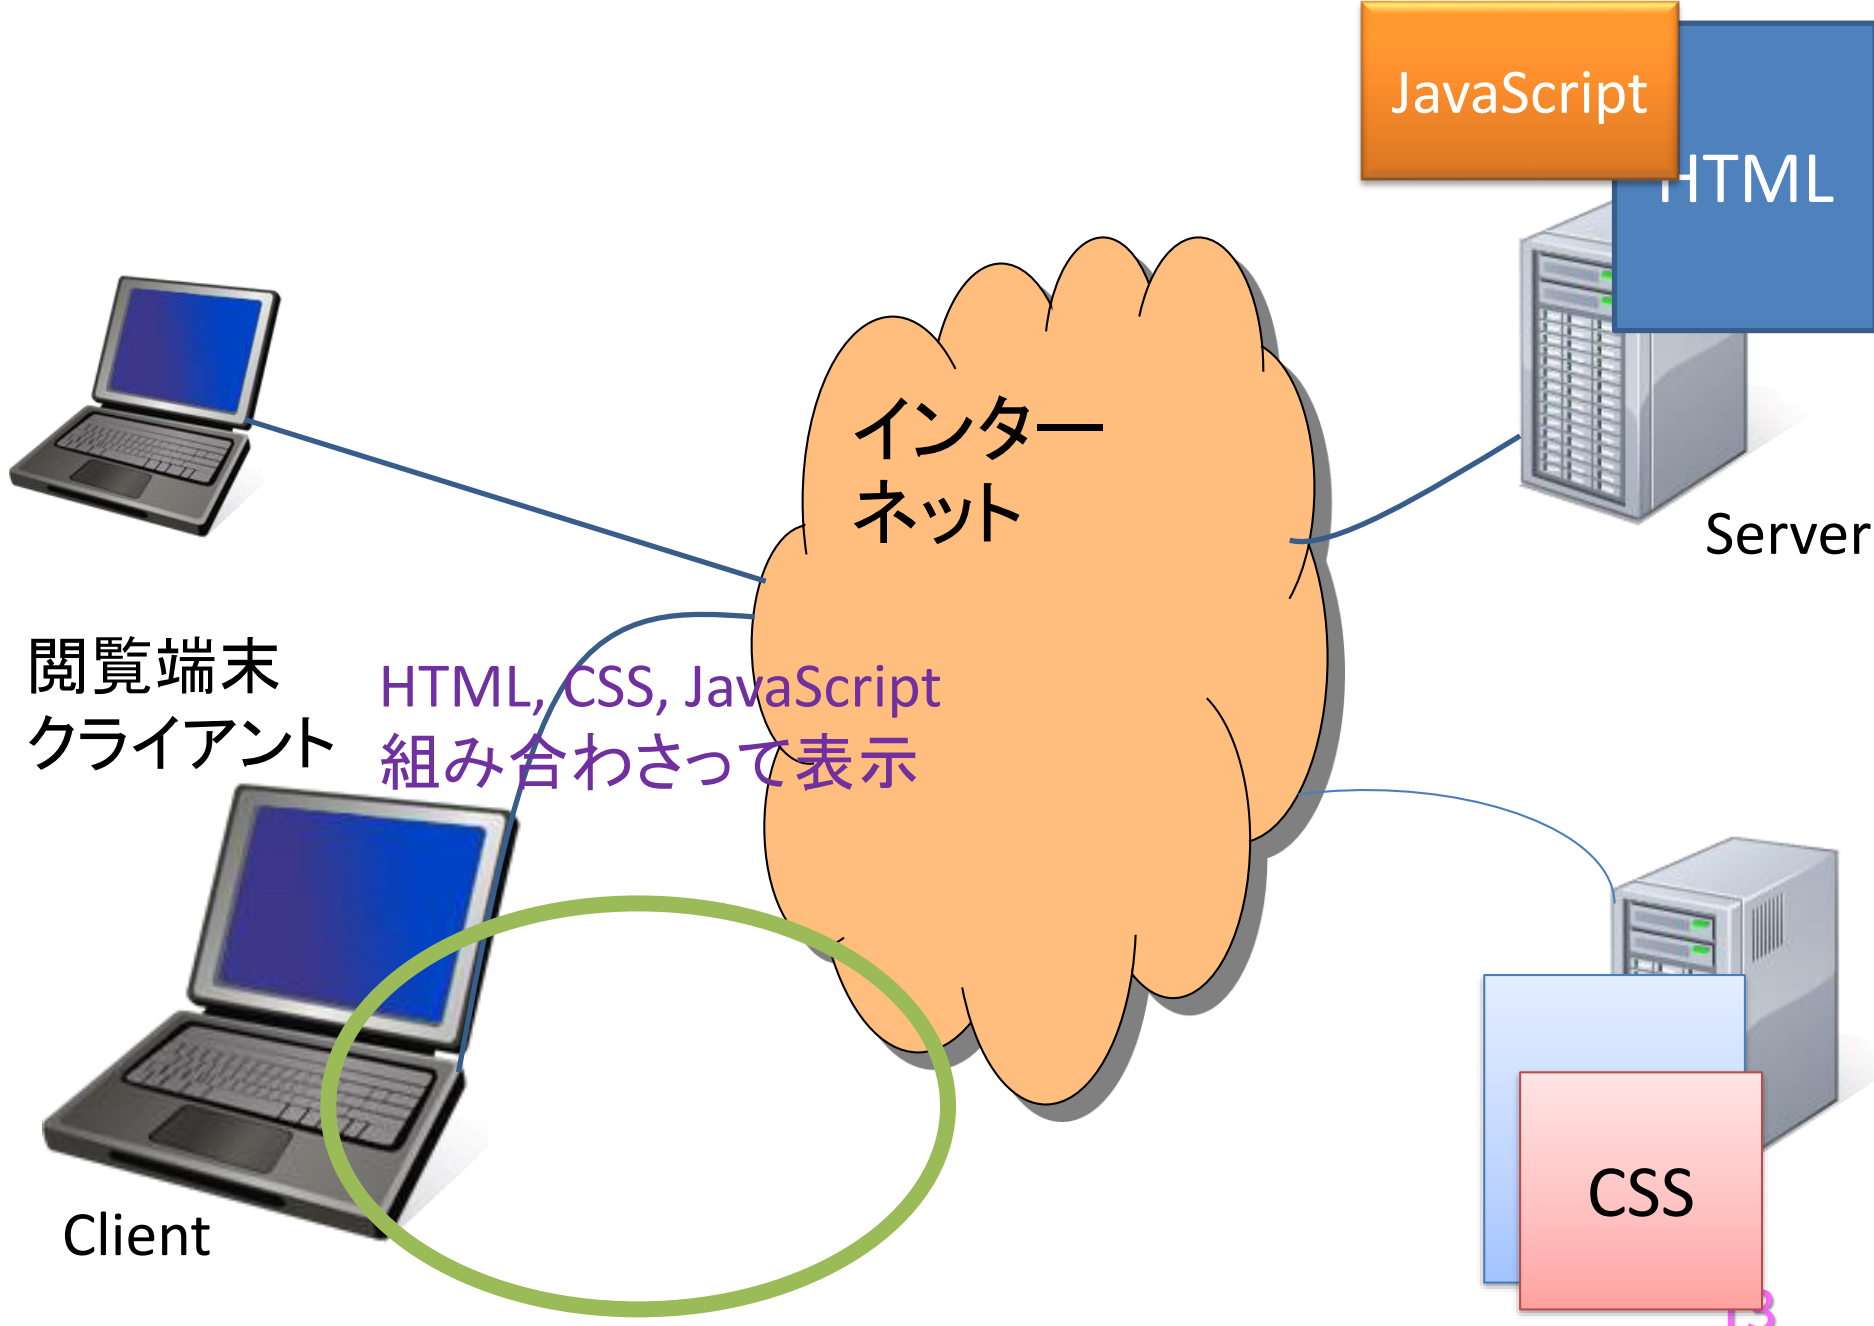 JavaScript
HTML
インター
ネット
Server
閲覧端末
クライアント
HTML, CSS, JavaScript
組み合わさって表示
CSS
Client
13